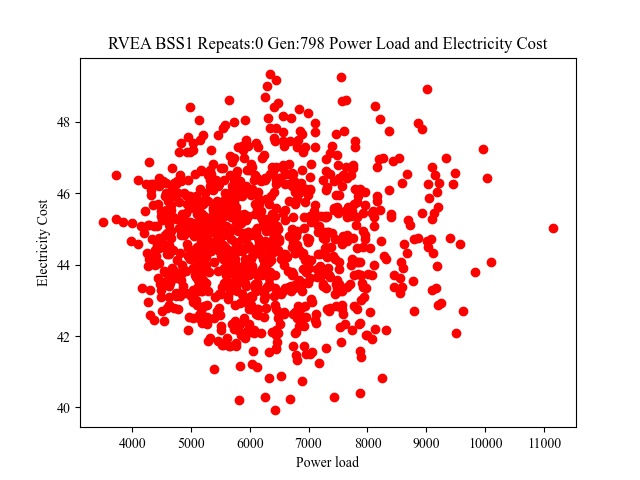 RVEA BSS1 Repeats:0 Gen:798 Power Load and Electricity Cost
Electricity Cost
48
46
44
42
40
4000 5000 6000 7000 8000 9000 10000 11000
Power load